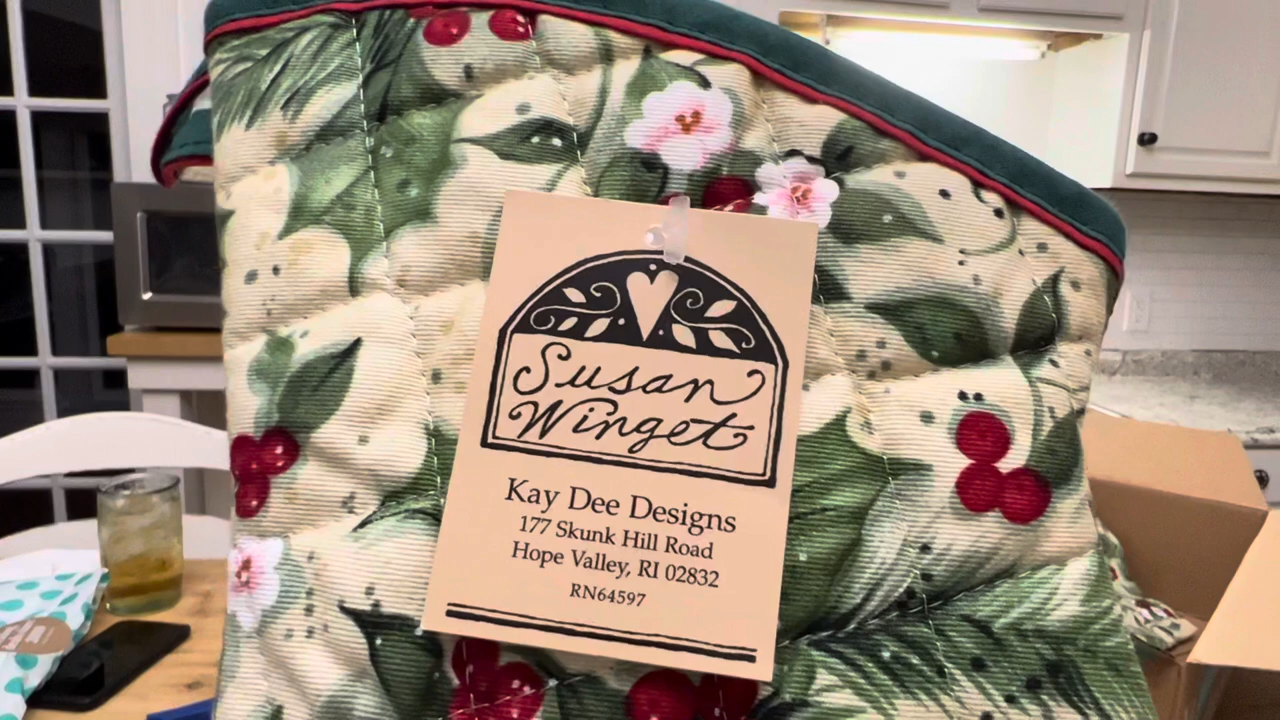 Susan
Winget
Kay Dee Designs
177 Skunk Hill Road
Hope Valley, RI 02832
RN64597